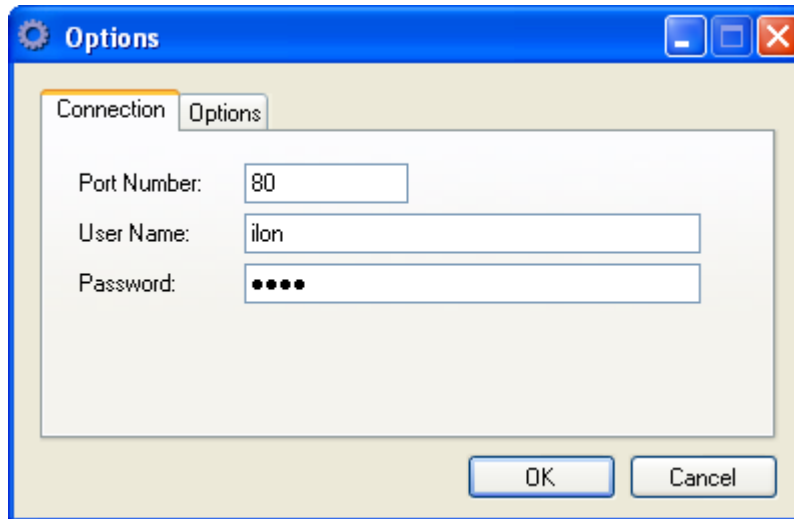 Options
Connection Options
Port Number: 80
User Name: ilon
Password: ••••
OK Cancel